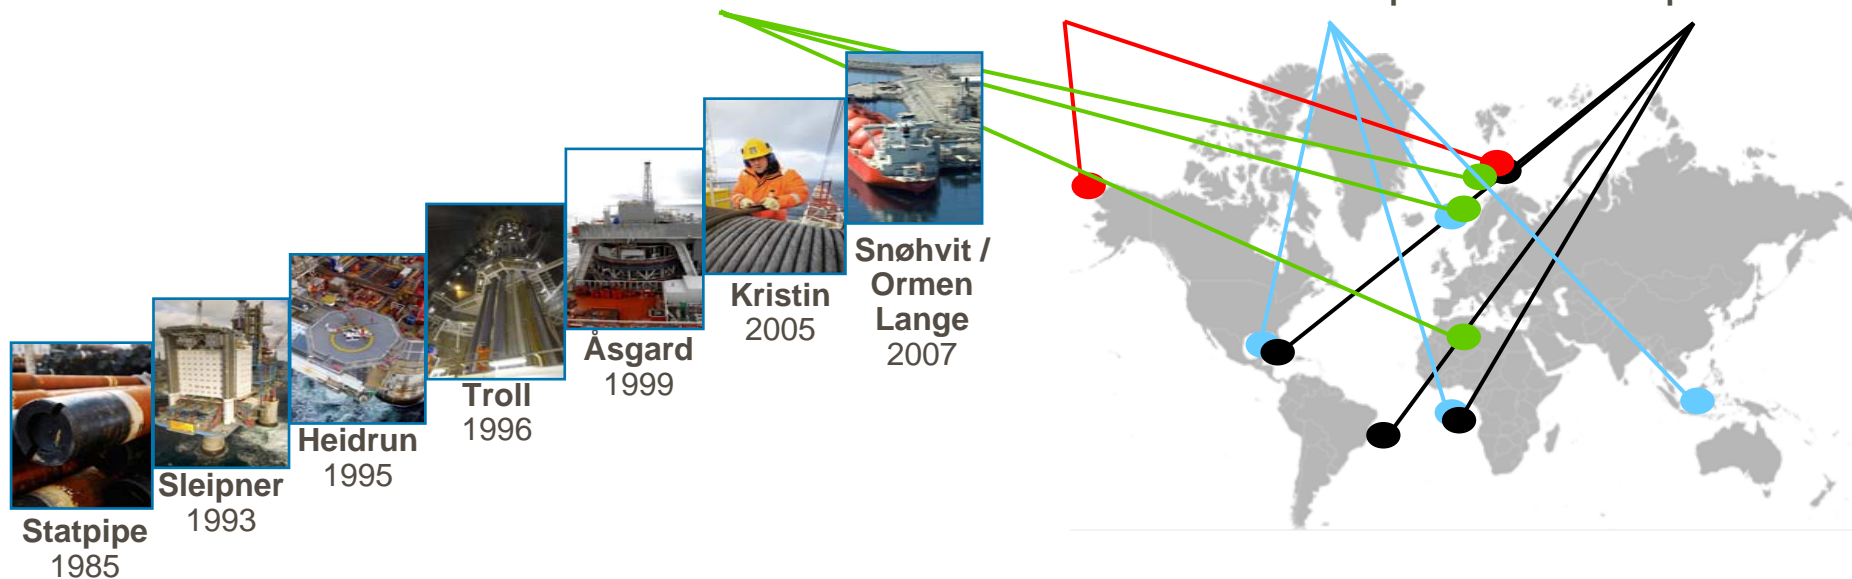 Statpipe
1985
Sleipner
1993
Heidrun
1995
Troll
1996
Åsgard
1999
Kristin
2005
Snøhvit /
Ormen
Lange
2007